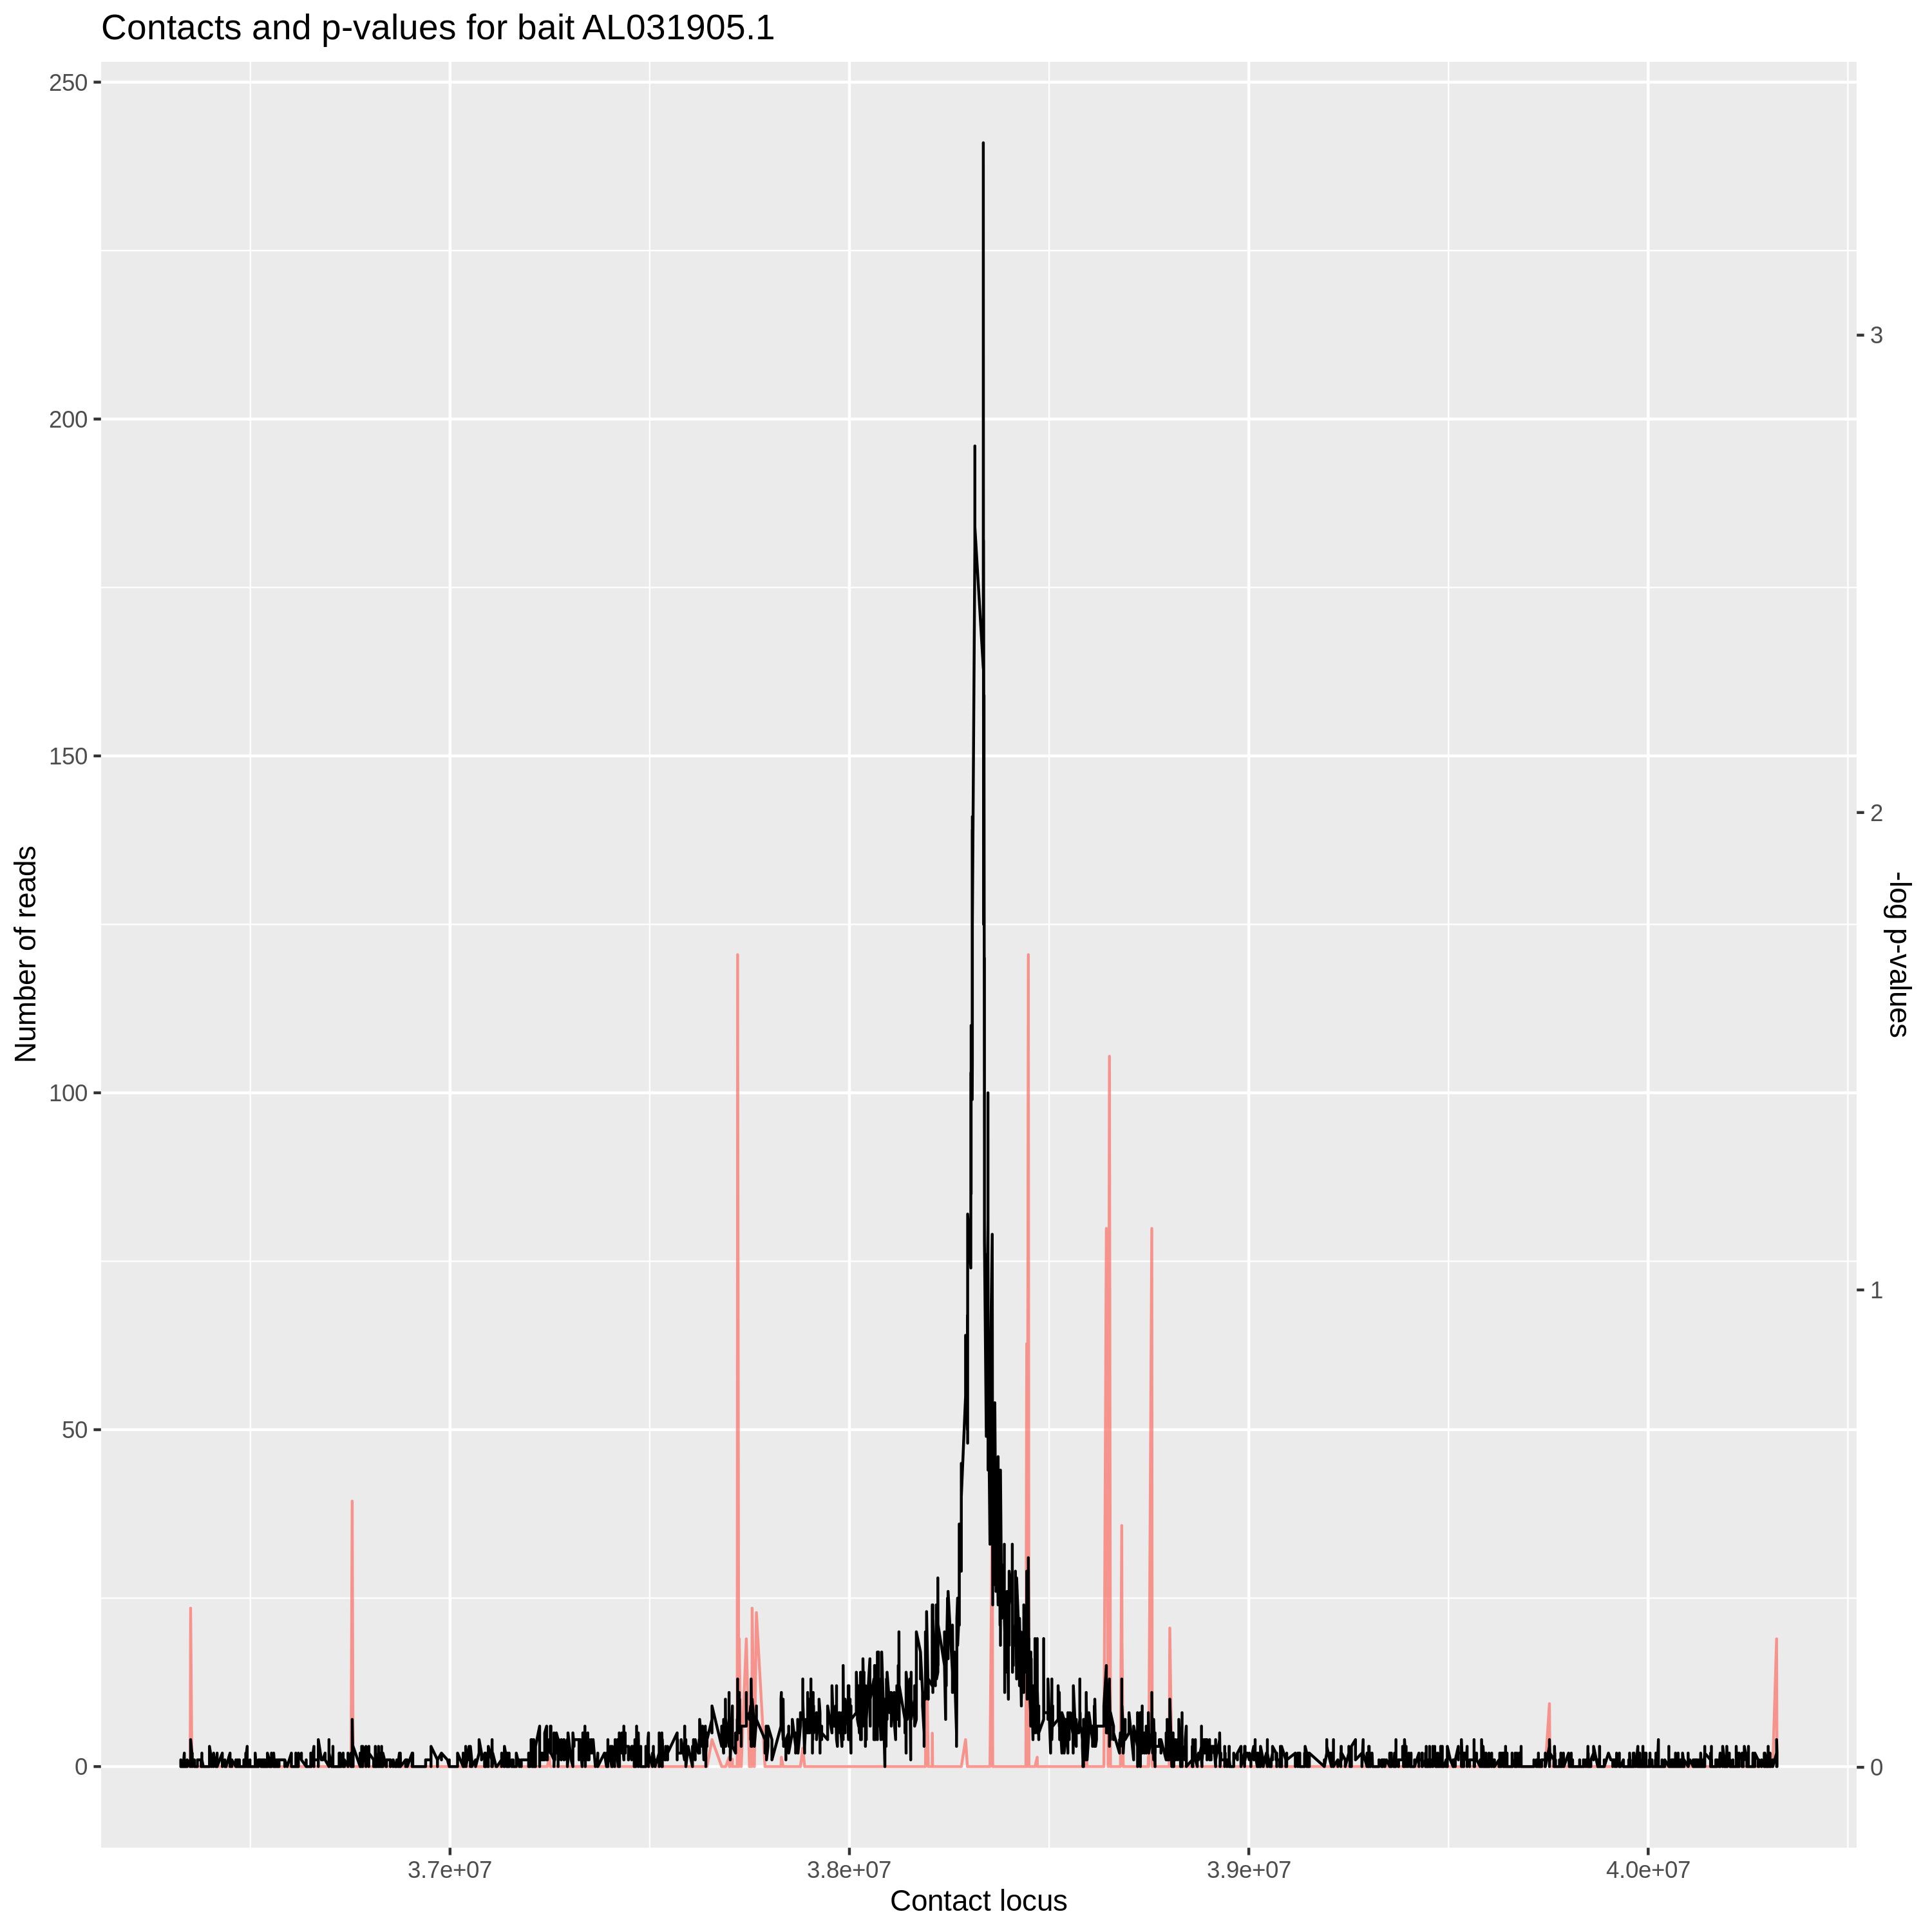 Contacts and p-values for bait AL031905.1
250
200
150
100
50
0
Number of reads
3
2
1
0
-log p-values
3.7e+07 3.8e+07 3.9e+07 4.0e+07
Contact locus